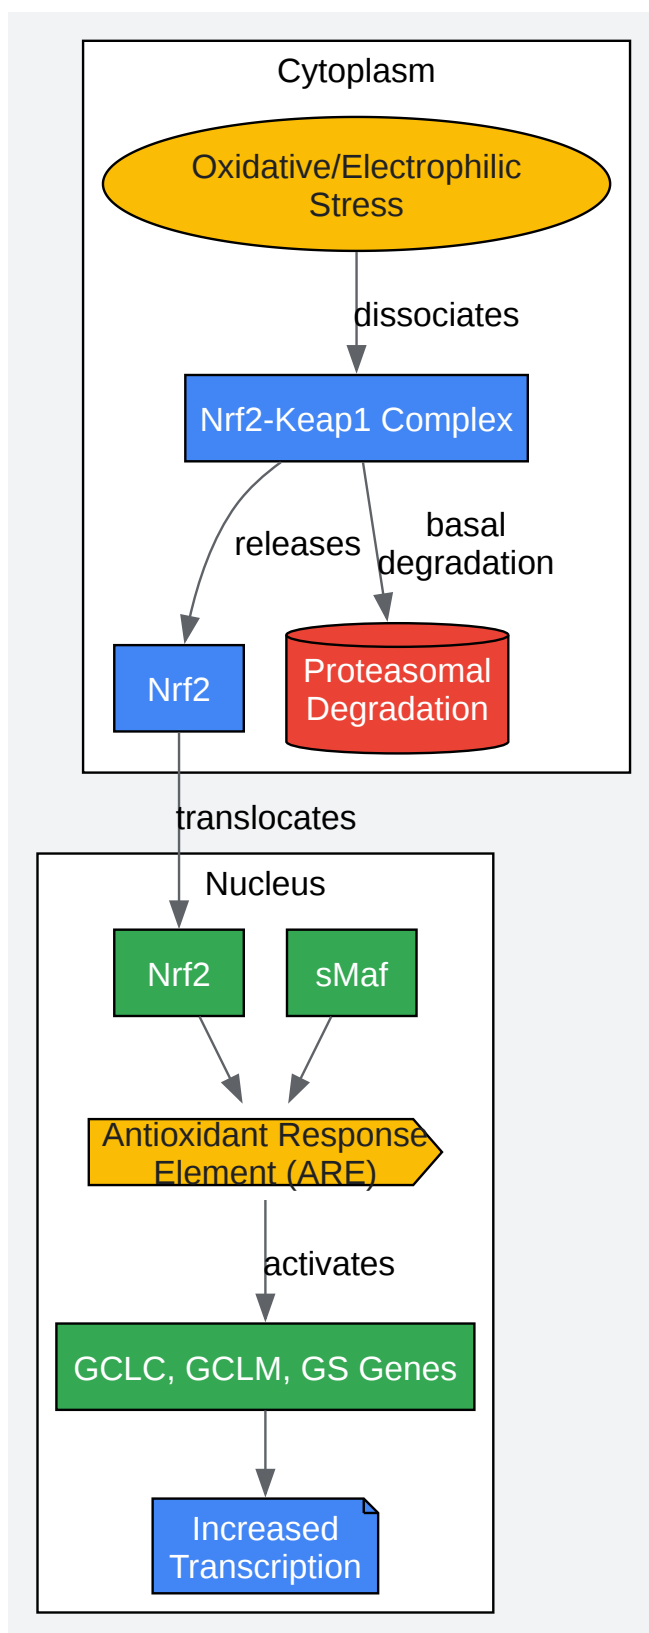 Cytoplasm
Oxidative/Electrophilic
Stress
dissociates
Nrf2-Keap1 Complex
releases
basal
degradation
Nrf2
Proteasomal
Degradation
translocates
Nucleus
Nrf2
sMaf
Antioxidant Response
Element (ARE)
activates
GCLC, GCLM, GS Genes
Increased
Transcription